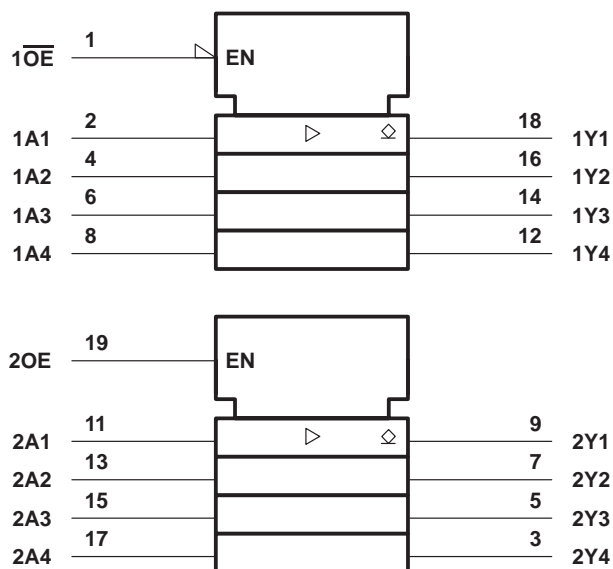 1O̅E̅ 1 EN
1A1 2 18 1Y1
1A2 4 16 1Y2
1A3 6 14 1Y3
1A4 8 12 1Y4
2OE 19 EN
2A1 11 9 2Y1
2A2 13 7 2Y2
2A3 15 5 2Y3
2A4 17 3 2Y4